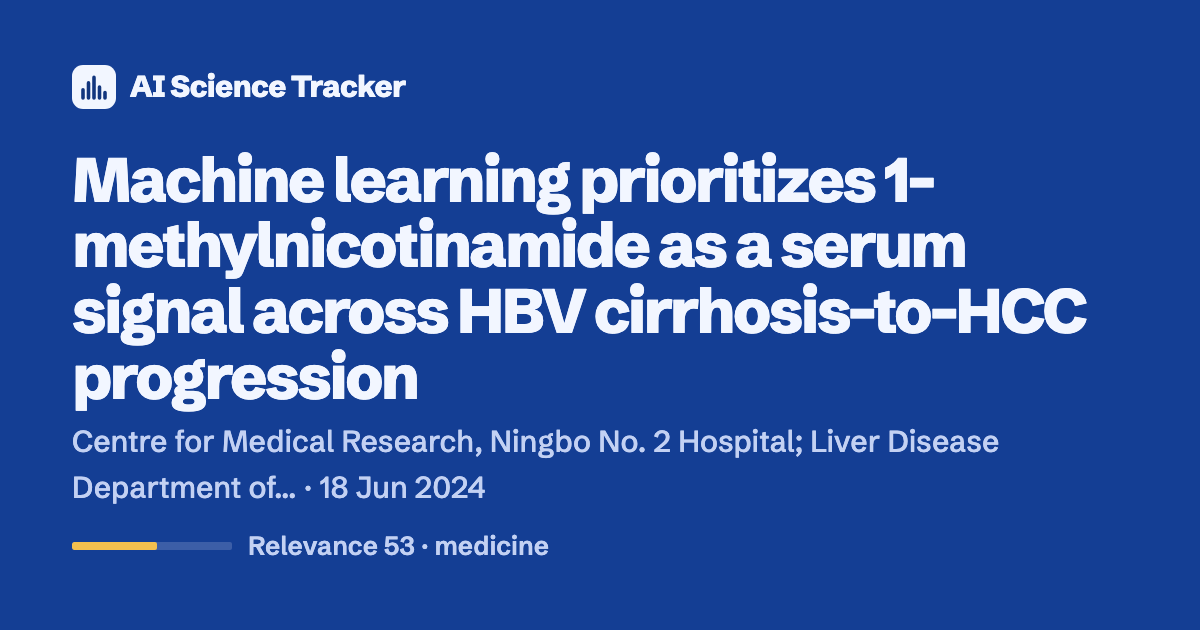 AI Science Tracker
Machine learning prioritizes 1-
methylnicotinamide as a serum
signal across HBV cirrhosis-to-HCC
progression
Centre for Medical Research, Ningbo No. 2 Hospital; Liver Disease
Department of... · 18 Jun 2024
Relevance 53 · medicine